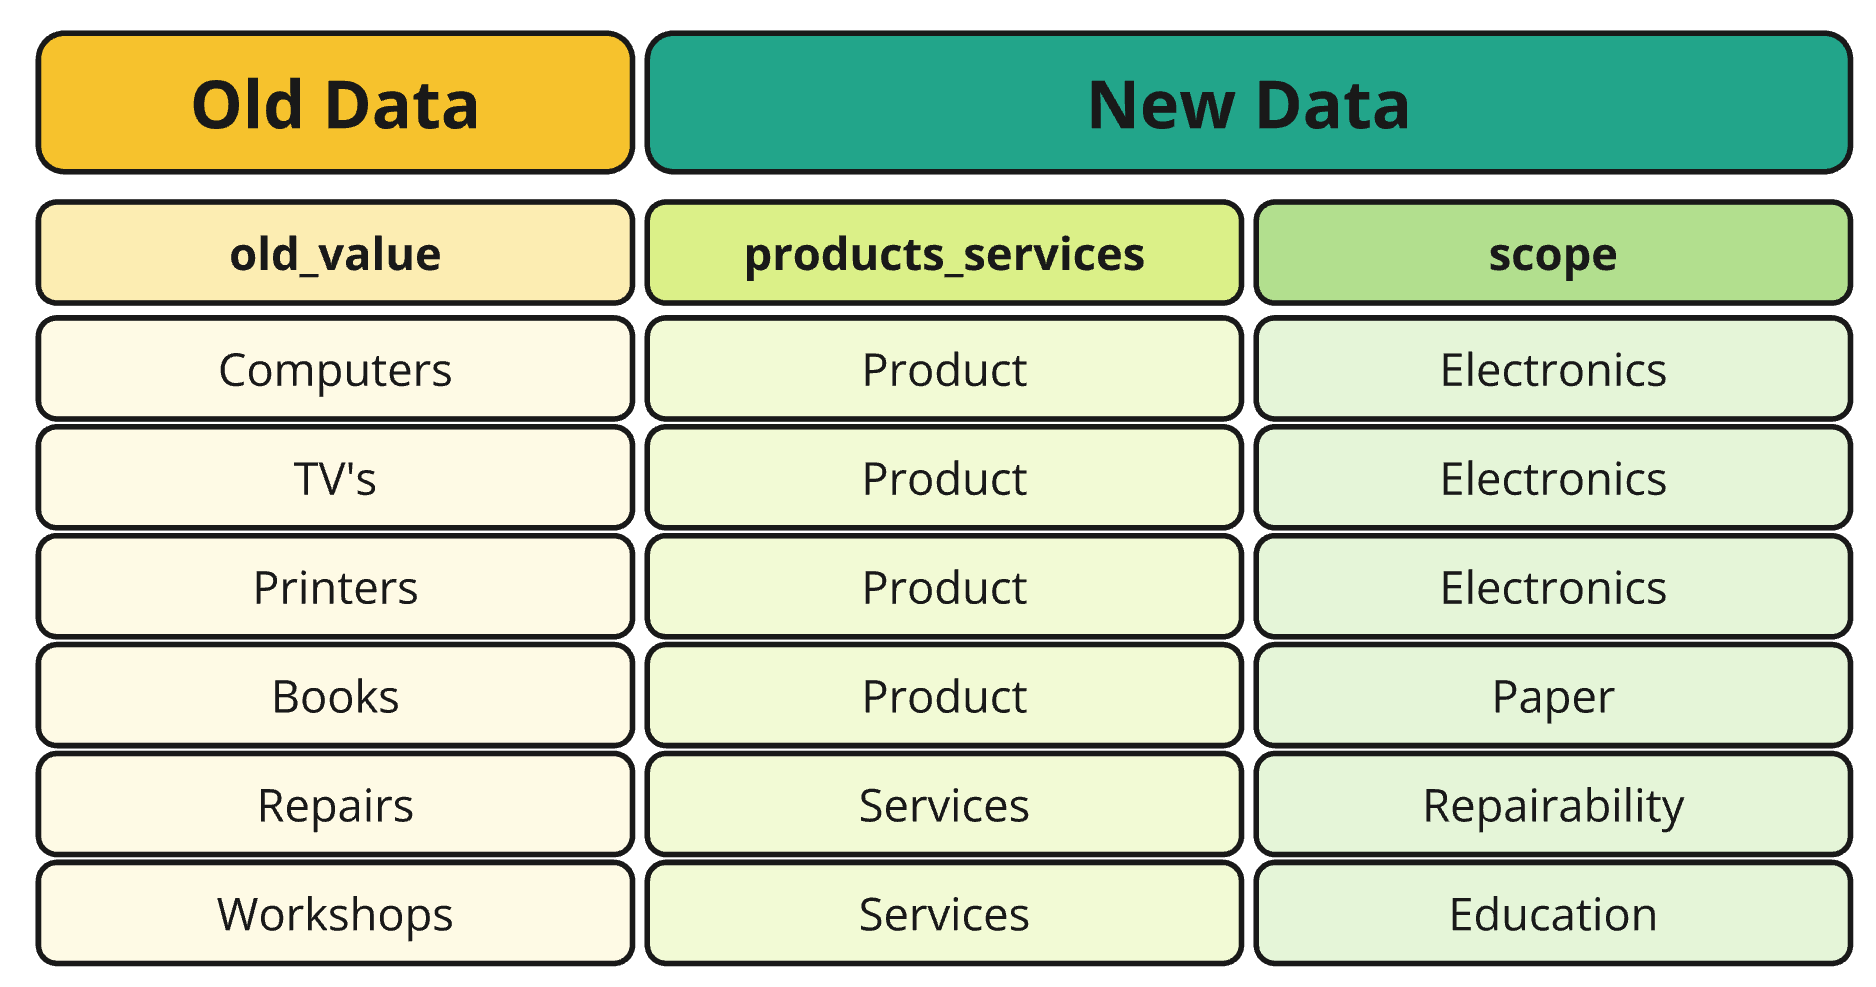 Old Data New Data
old_value products_services scope
Computers Product Electronics
TV's Product Electronics
Printers Product Electronics
Books Product Paper
Repairs Services Repairability
Workshops Services Education